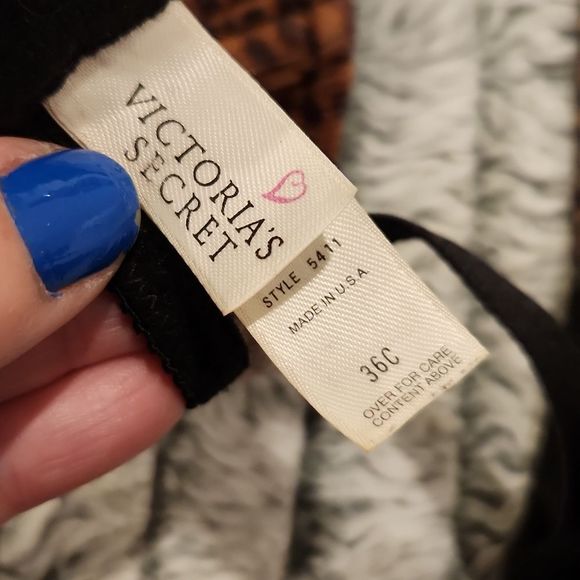 VICTORIA'S
SECRET
STYLE 5411
MADE IN U.S.A.
36C
OVER FOR CARE
CONTENT ABOVE